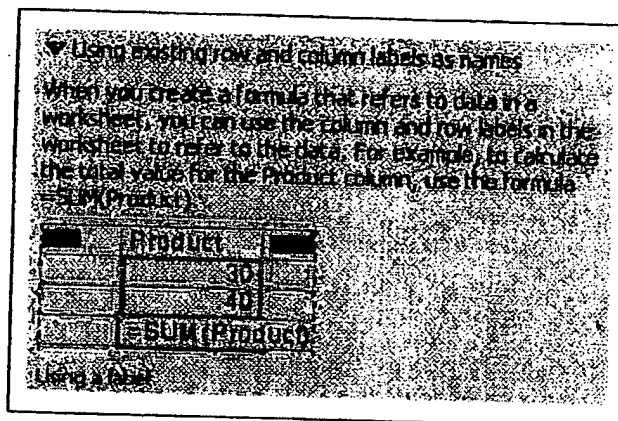 Using existing row and column labels as names
When you create a formula that refers to data in a
worksheet, you can use the column and row labels in the
worksheet to refer to the data. For example, to calculate
the total value for the Product column, use the formula
=SUM(Product).
Product
30
40
=SUM(Product)
Using a label